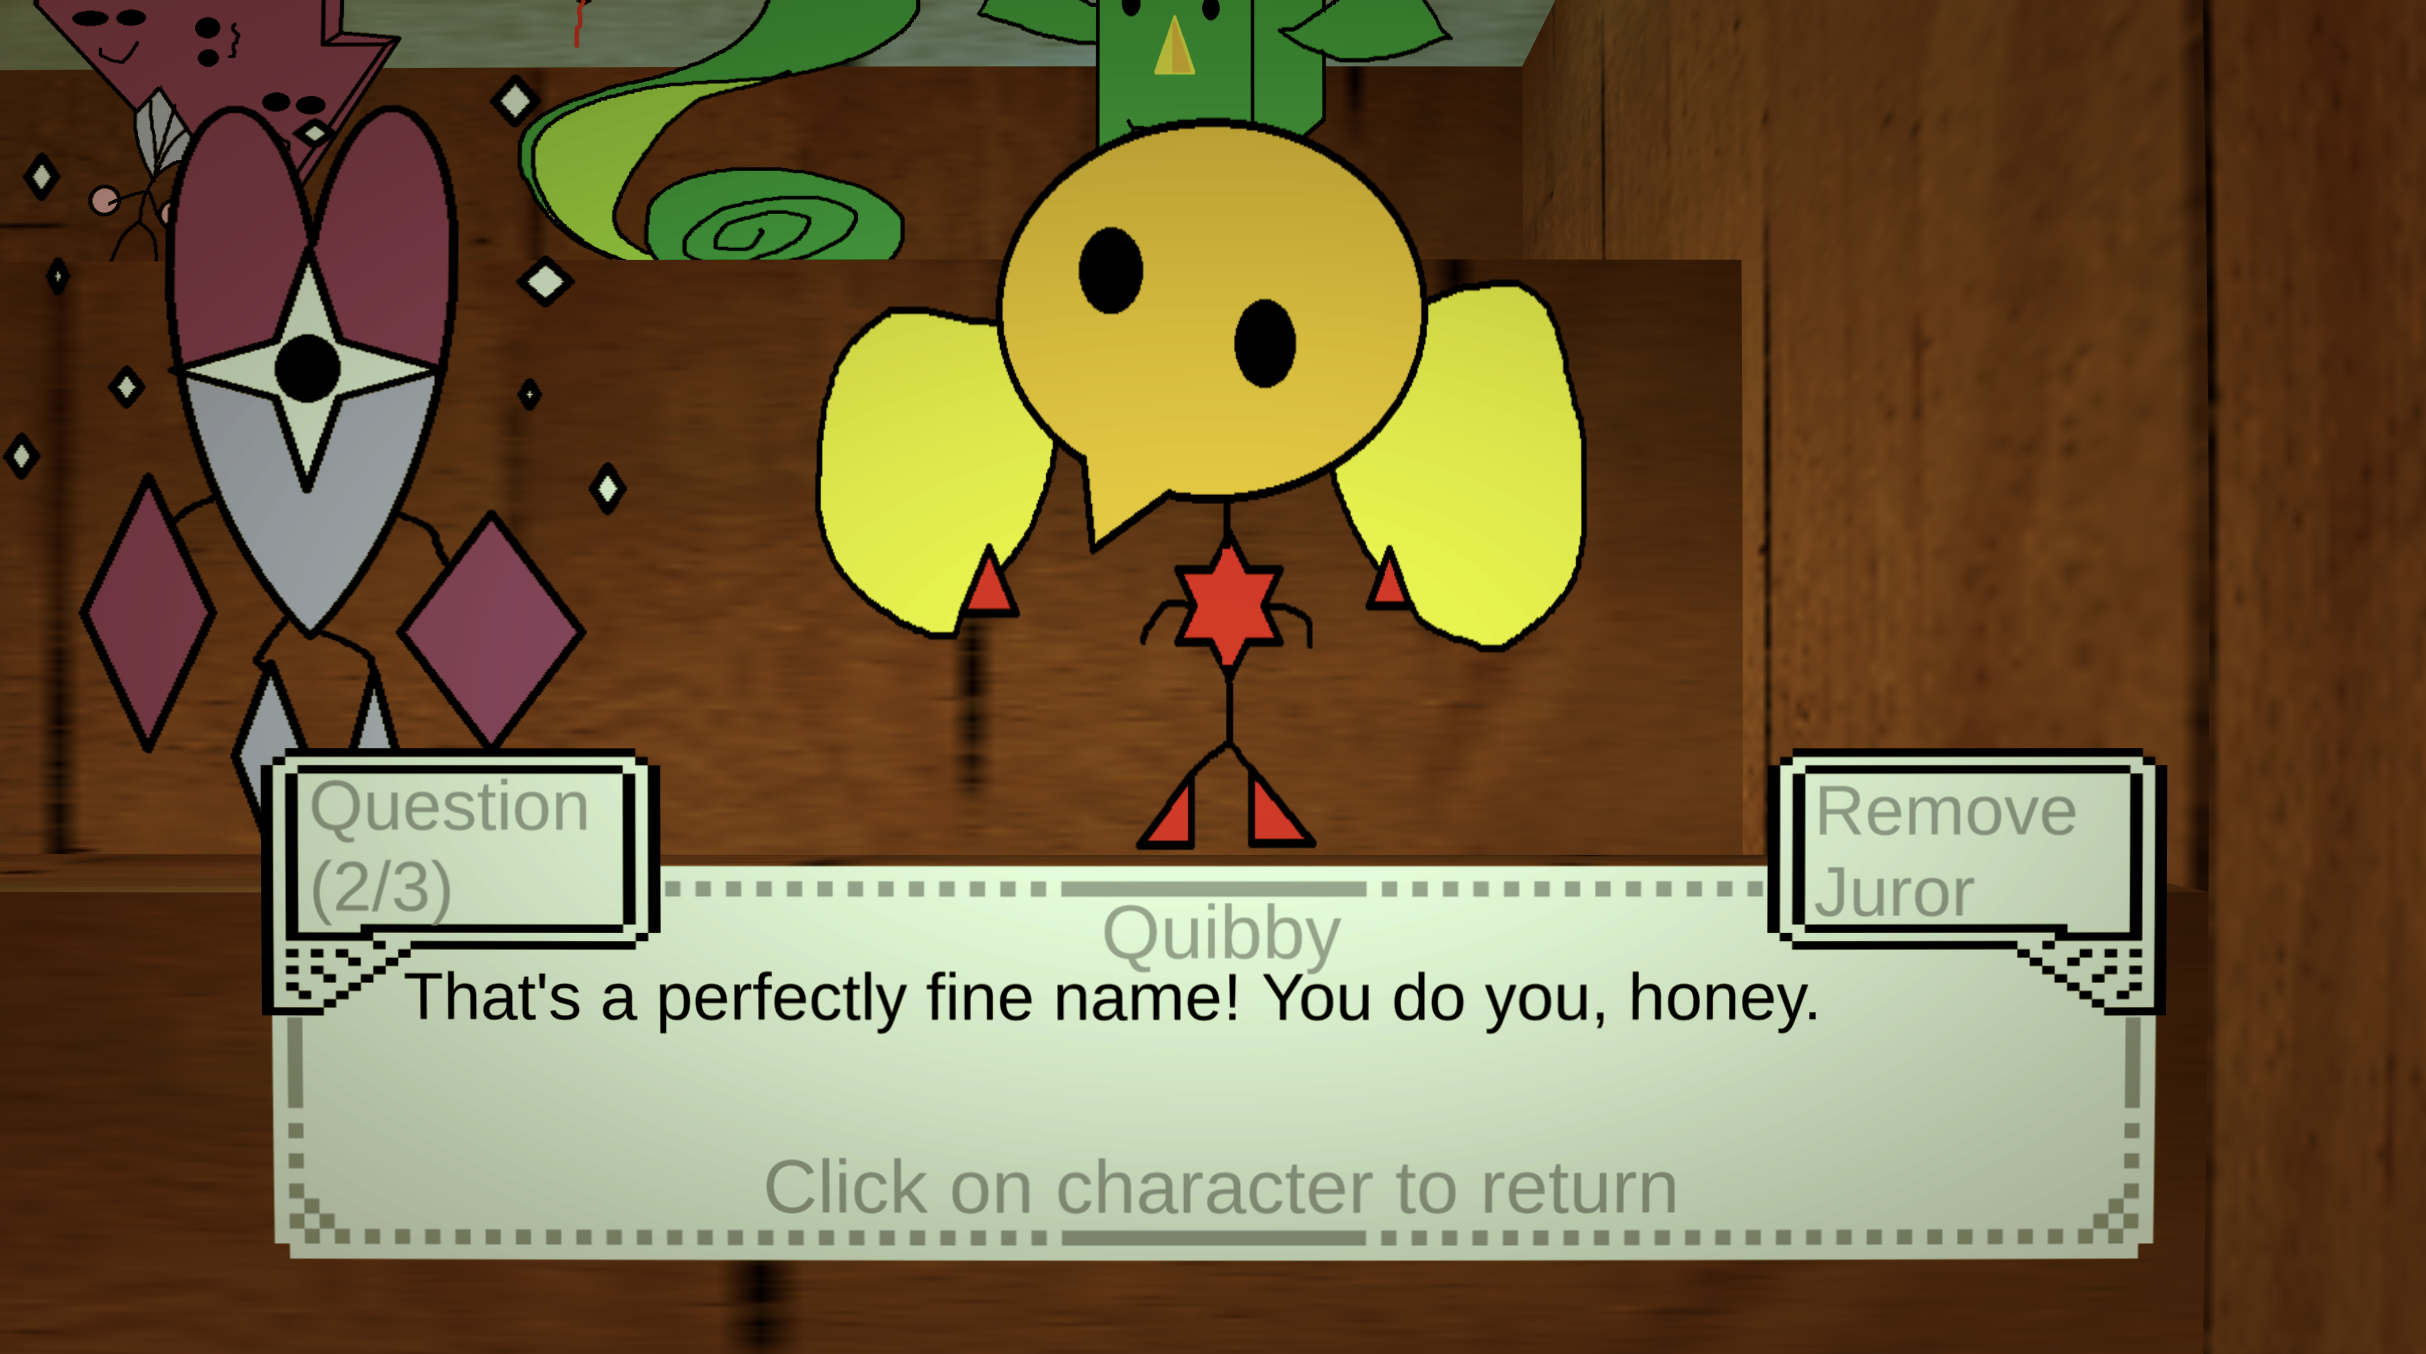 Question
(2/3)
Remove
Juror
Quibby
That's a perfectly fine name! You do you, honey.
Click on character to return